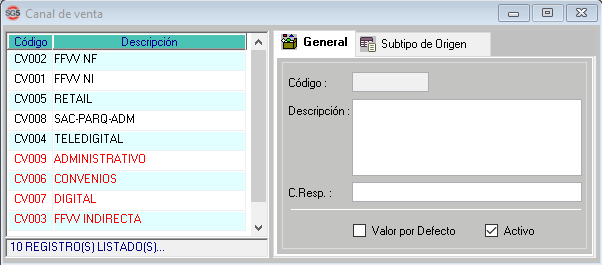 SG5 Canal de venta
Código Descripción
CV002 FFVV NF
CV001 FFVV NI
CV005 RETAIL
CV008 SAC-PARQ-ADM
CV004 TELEDIGITAL
CV009 ADMINISTRATIVO
CV006 CONVENIOS
CV007 DIGITAL
CV003 FFVV INDIRECTA
10 REGISTRO(S) LISTADO(S)...
General Subtipo de Origen
Código :
Descripción :
C.Resp. :
Valor por Defecto Activo